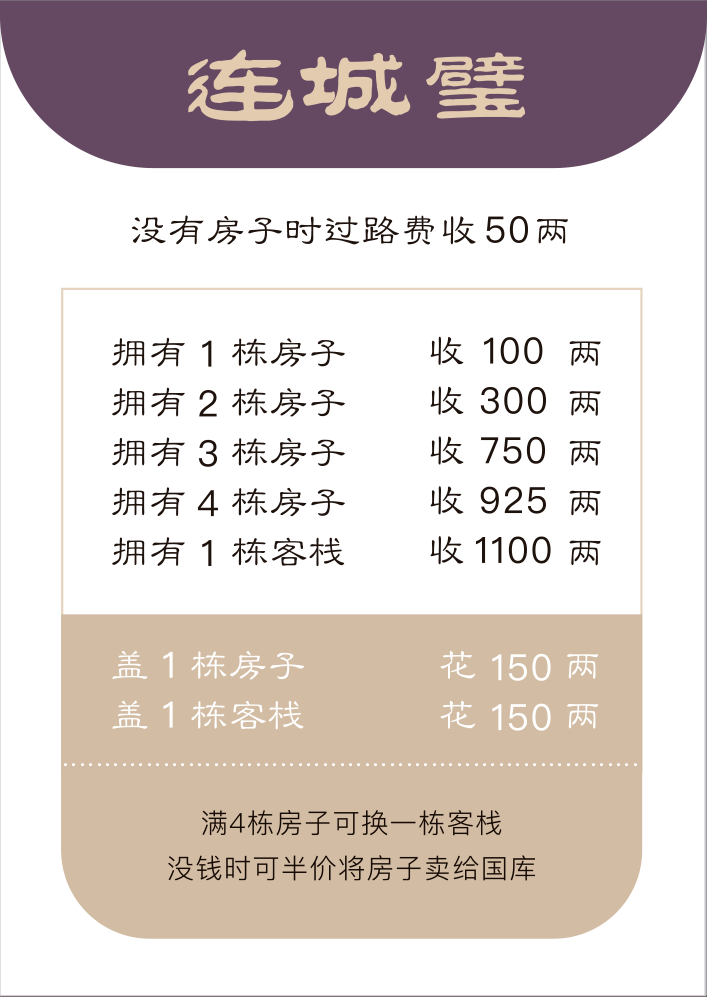 连城璧
没有房子时过路费收50两
拥有 1 栋房子 收 100 两
拥有 2 栋房子 收 300 两
拥有 3 栋房子 收 750 两
拥有 4 栋房子 收 925 两
拥有 1 栋客栈 收 1100 两
盖 1 栋房子 花 150 两
盖 1 栋客栈 花 150 两
满4栋房子可换一栋客栈
没钱时可半价将房子卖给国库